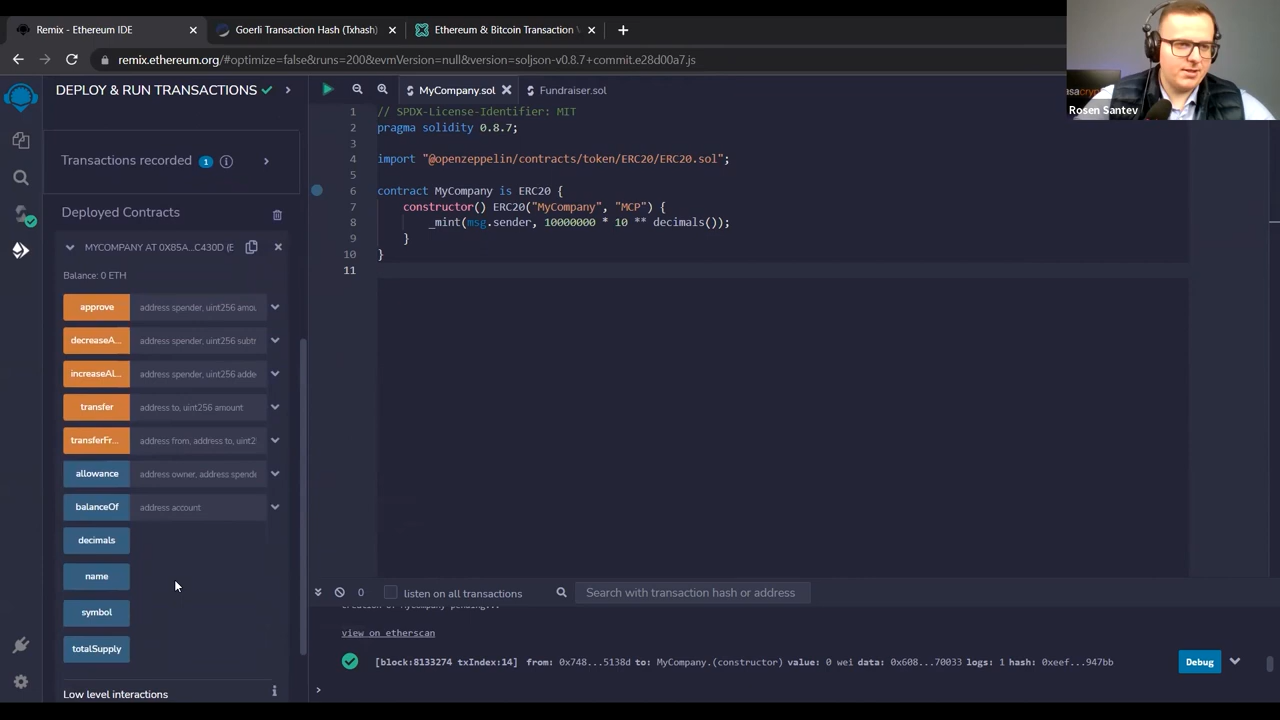 Remix - Ethereum IDE
Goerli Transaction Hash (Txhash)
Ethereum & Bitcoin Transaction
remix.ethereum.org/#optimize=false&runs=200&evmVersion=null&version=soljson-v0.8.7+commit.e28d00a7.js
Rosen Santev
DEPLOY & RUN TRANSACTIONS
MyCompany.sol
Fundraiser.sol
Transactions recorded 1
Deployed Contracts
MYCOMPANY AT 0X85A...C430D (E
Balance: 0 ETH
approve address spender, uint256 amou
decreaseA... address spender, uint256 subtr
increaseAl... address spender, uint256 adde
transfer address to, uint256 amount
transferFr... address from, address to, uint2
allowance address owner, address spende
balanceOf address account
decimals
name
symbol
totalSupply
Low level interactions
1 // SPDX-License-Identifier: MIT
2 pragma solidity 0.8.7;
3
4 import "@openzeppelin/contracts/token/ERC20/ERC20.sol";
5
6 contract MyCompany is ERC20 {
7 constructor() ERC20("MyCompany", "MCP") {
8 _mint(msg.sender, 10000000 * 10 ** decimals());
9 }
10 }
11
0 listen on all transactions Search with transaction hash or address
creation of MyCompany pending...
view on etherscan
[block:8133274 txIndex:14] from: 0x748...5138d to: MyCompany.(constructor) value: 0 wei data: 0x608...70033 logs: 1 hash: 0xeef...947bb
Debug
>